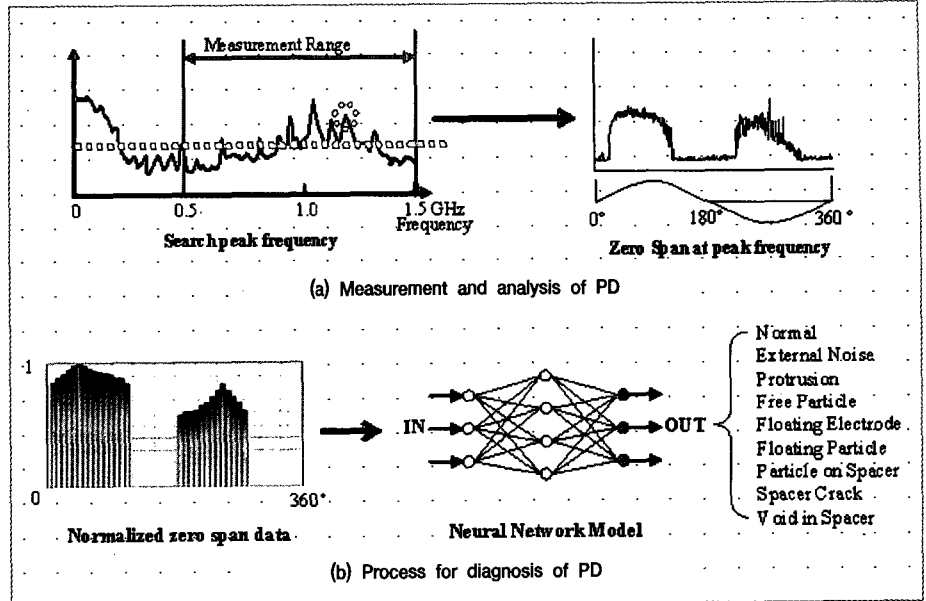 Measurement Range
0 0.5 1.0 1.5 GHz
Frequency
Search peak frequency
0° 180° 360°
Zero Span at peak frequency
(a) Measurement and analysis of PD
1
0 360°
Normalized zero span data
IN
OUT
Neural Network Model
Normal
External Noise
Protrusion
Free Particle
Floating Electrode
Floating Particle
Particle on Spacer
Spacer Crack
Void in Spacer
(b) Process for diagnosis of PD